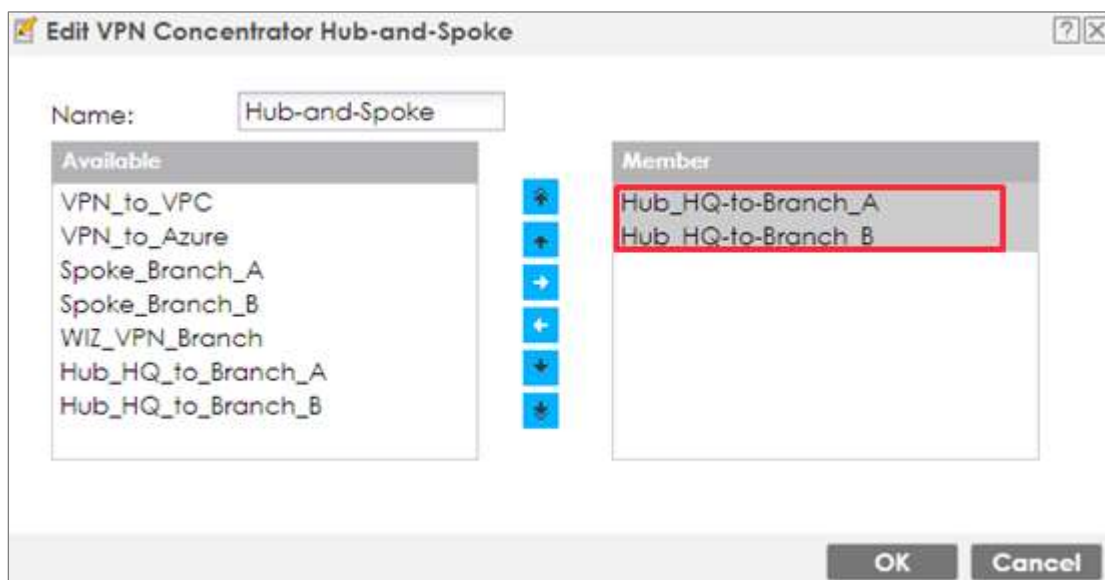 Edit VPN Concentrator Hub-and-Spoke
Name: Hub-and-Spoke
Available
VPN_to_VPC
VPN_to_Azure
Spoke_Branch_A
Spoke_Branch_B
WIZ_VPN_Branch
Hub_HQ_to_Branch_A
Hub_HQ_to_Branch_B
Member
Hub_HQ-to-Branch_A
Hub_HQ-to-Branch_B
OK Cancel